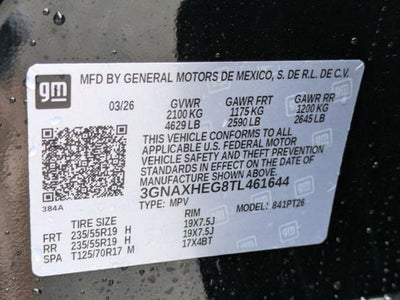 gm
MFD BY GENERAL MOTORS DE MEXICO, S. DE R.L. DE C.V.
03/26 GVWR GAWR FRT GAWR RR
2100 KG 1175 KG 1200 KG
4629 LB 2590 LB 2645 LB
THIS VEHICLE CONFORMS TO ALL
APPLICABLE U.S. FEDERAL MOTOR
VEHICLE SAFETY AND THEFT PREVENTION
STANDARDS IN EFFECT ON THE DATE
OF MANUFACTURE SHOWN ABOVE.
3GNAXHEG8TL461644
384A TYPE: MPV MODEL: 841PT26
TIRE SIZE RIM
FRT 235/55R19 H 19X7.5J
RR 235/55R19 H 19X7.5J
SPA T125/70R17 M 17X4BT